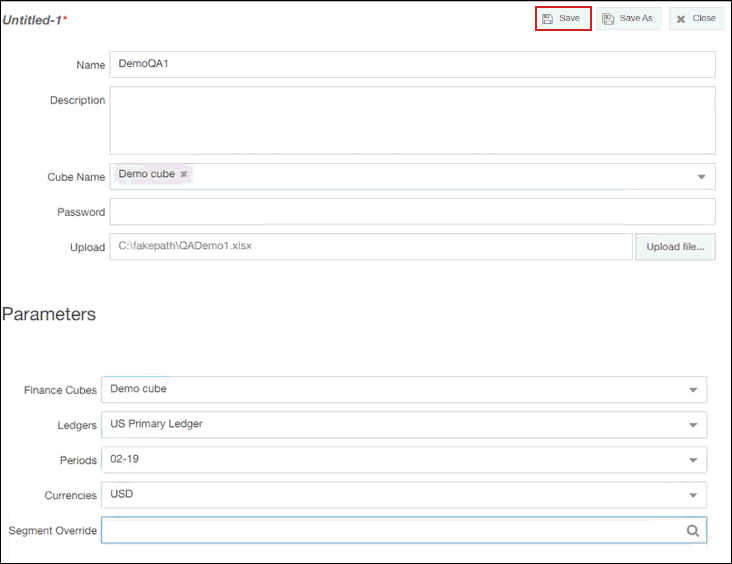 Untitled-1* Save Save As Close
Name DemoQA1
Description
Cube Name Demo cube
Password
Upload C:\fakepath\QADemo1.xlsx Upload file...
Parameters
Finance Cubes Demo cube
Ledgers US Primary Ledger
Periods 02-19
Currencies USD
Segment Override